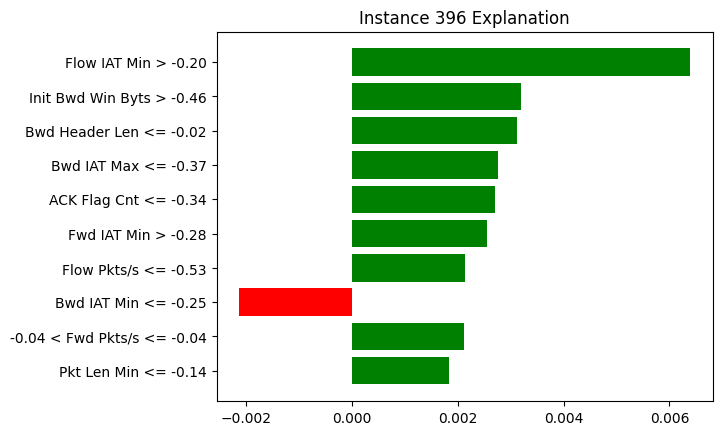 Instance 396 Explanation
Flow IAT Min > -0.20
Init Bwd Win Byts > -0.46
Bwd Header Len <= -0.02
Bwd IAT Max <= -0.37
ACK Flag Cnt <= -0.34
Fwd IAT Min > -0.28
Flow Pkts/s <= -0.53
Bwd IAT Min <= -0.25
-0.04 < Fwd Pkts/s <= -0.04
Pkt Len Min <= -0.14
−0.002 0.000 0.002 0.004 0.006